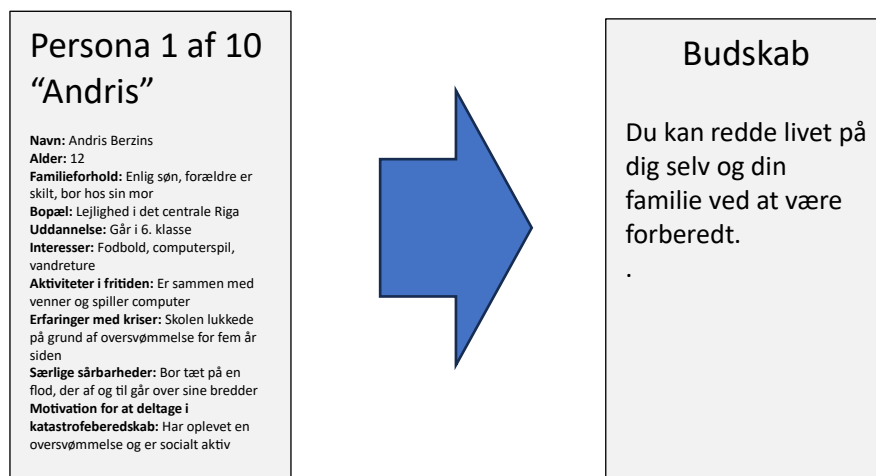 Persona 1 af 10
“Andris”
Navn: Andris Berzins
Alder: 12
Familieforhold: Enlig søn, forældre er
skilt, bor hos sin mor
Bopæl: Lejlighed i det centrale Riga
Uddannelse: Går i 6. klasse
Interesser: Fodbold, computerspil,
vandreture
Aktiviteter i fritiden: Er sammen med
venner og spiller computer
Erfaringer med kriser: Skolen lukkede
på grund af oversvømmelse for fem år
siden
Særlige sårbarheder: Bor tæt på en
flod, der af og til går over sine bredder
Motivation for at deltage i
katastrofeberedskab: Har oplevet en
oversvømmelse og er socialt aktiv
Budskab
Du kan redde livet på
dig selv og din
familie ved at være
forberedt.
.